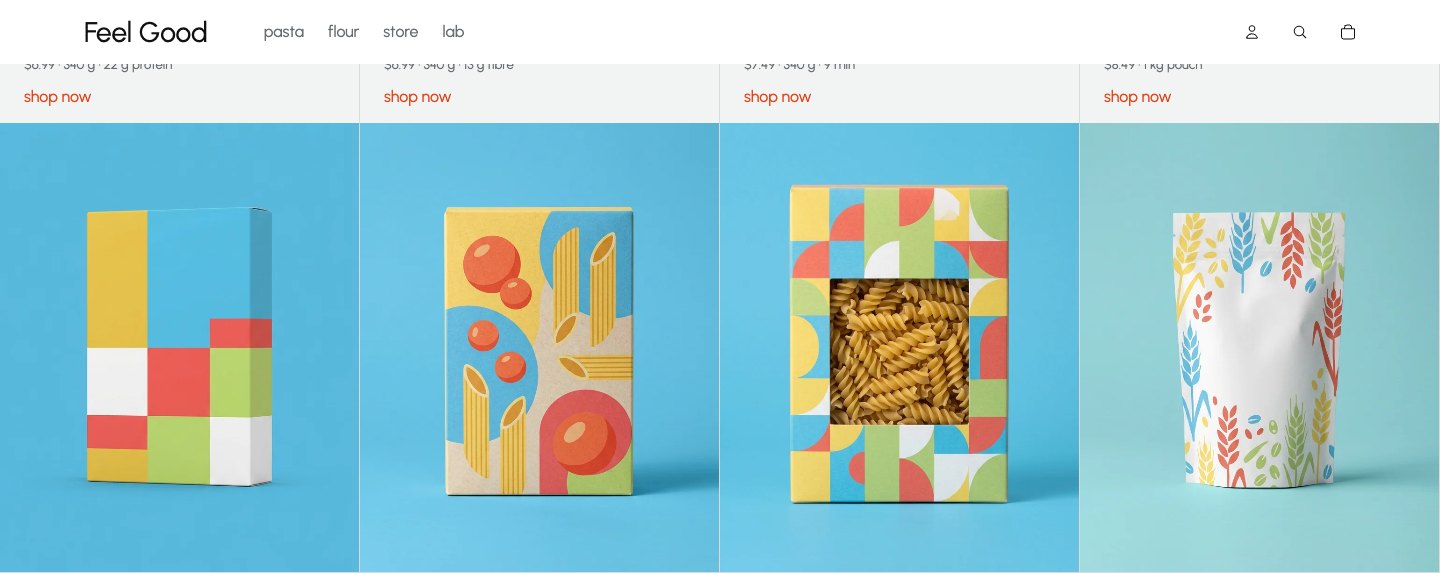 Feel Good
pasta
flour
store
lab
$6.99 · 340 g · 22 g protein
$6.99 · 340 g · 13 g fibre
$7.49 · 340 g · 9 min
$8.49 · 1 kg pouch
shop now
shop now
shop now
shop now